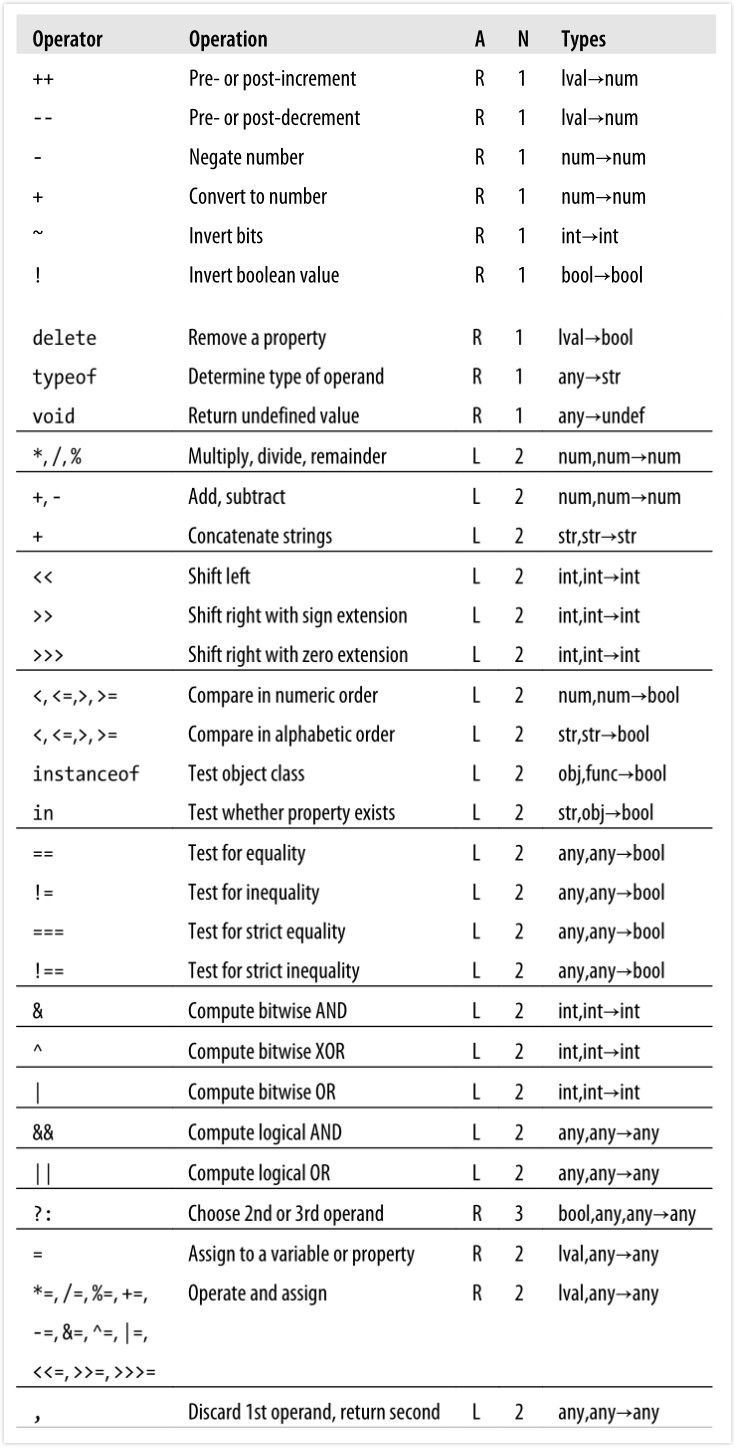 Operator Operation A N Types
++ Pre- or post-increment R 1 lval→num
-- Pre- or post-decrement R 1 lval→num
- Negate number R 1 num→num
+ Convert to number R 1 num→num
~ Invert bits R 1 int→int
! Invert boolean value R 1 bool→bool
delete Remove a property R 1 lval→bool
typeof Determine type of operand R 1 any→str
void Return undefined value R 1 any→undef
*, /, % Multiply, divide, remainder L 2 num,num→num
+, - Add, subtract L 2 num,num→num
+ Concatenate strings L 2 str,str→str
<< Shift left L 2 int,int→int
>> Shift right with sign extension L 2 int,int→int
>>> Shift right with zero extension L 2 int,int→int
<, <=,>, >= Compare in numeric order L 2 num,num→bool
<, <=,>, >= Compare in alphabetic order L 2 str,str→bool
instanceof Test object class L 2 obj,func→bool
in Test whether property exists L 2 str,obj→bool
== Test for equality L 2 any,any→bool
!= Test for inequality L 2 any,any→bool
=== Test for strict equality L 2 any,any→bool
!== Test for strict inequality L 2 any,any→bool
& Compute bitwise AND L 2 int,int→int
^ Compute bitwise XOR L 2 int,int→int
| Compute bitwise OR L 2 int,int→int
&& Compute logical AND L 2 any,any→any
|| Compute logical OR L 2 any,any→any
?: Choose 2nd or 3rd operand R 3 bool,any,any→any
= Assign to a variable or property R 2 lval,any→any
*=, /=, %=, +=, Operate and assign R 2 lval,any→any
-=, &=, ^=, |=,
<<=, >>=, >>>=
, Discard 1st operand, return second L 2 any,any→any